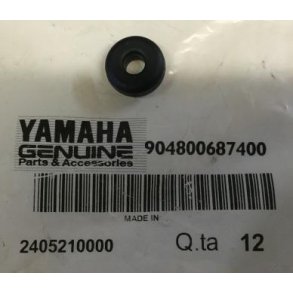 YAMAHA
GENUINE
Parts & Accessories
904800687400
MADE IN
2405210000
Q.ta 12